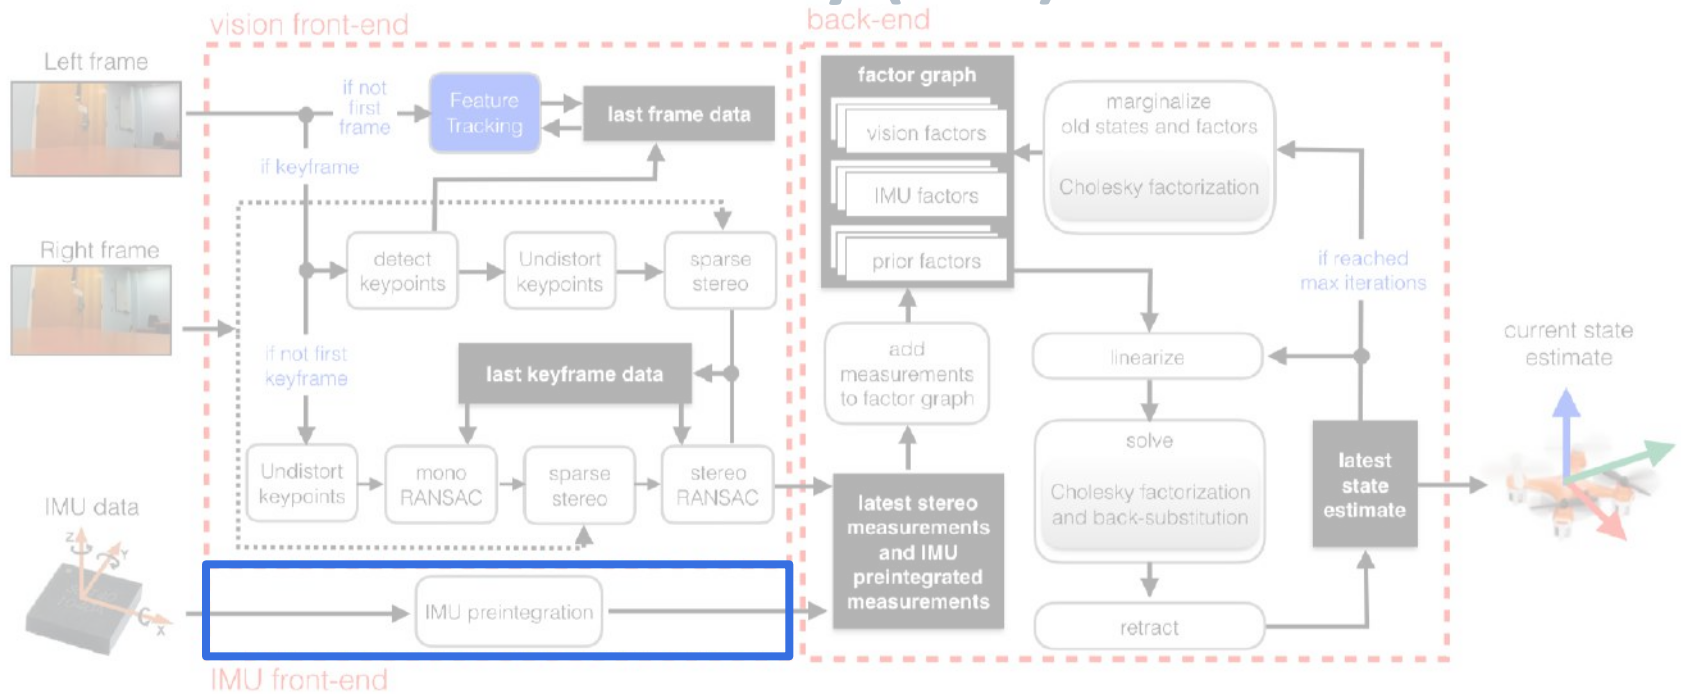 vision front-end
back-end
Left frame
if not
first
frame
Feature
Tracking
last frame data
if keyframe
Right frame
detect
keypoints
Undistort
keypoints
sparse
stereo
if not first
keyframe
last keyframe data
Undistort
keypoints
mono
RANSAC
sparse
stereo
stereo
RANSAC
IMU data
Z
Y
X
IMU preintegration
IMU front-end
factor graph
vision factors
IMU factors
prior factors
marginalize
old states and factors
Cholesky factorization
if reached
max iterations
add
measurements
to factor graph
linearize
solve
Cholesky factorization
and back-substitution
latest stereo
measurements
and IMU
preintegrated
measurements
retract
latest
state
estimate
current state
estimate